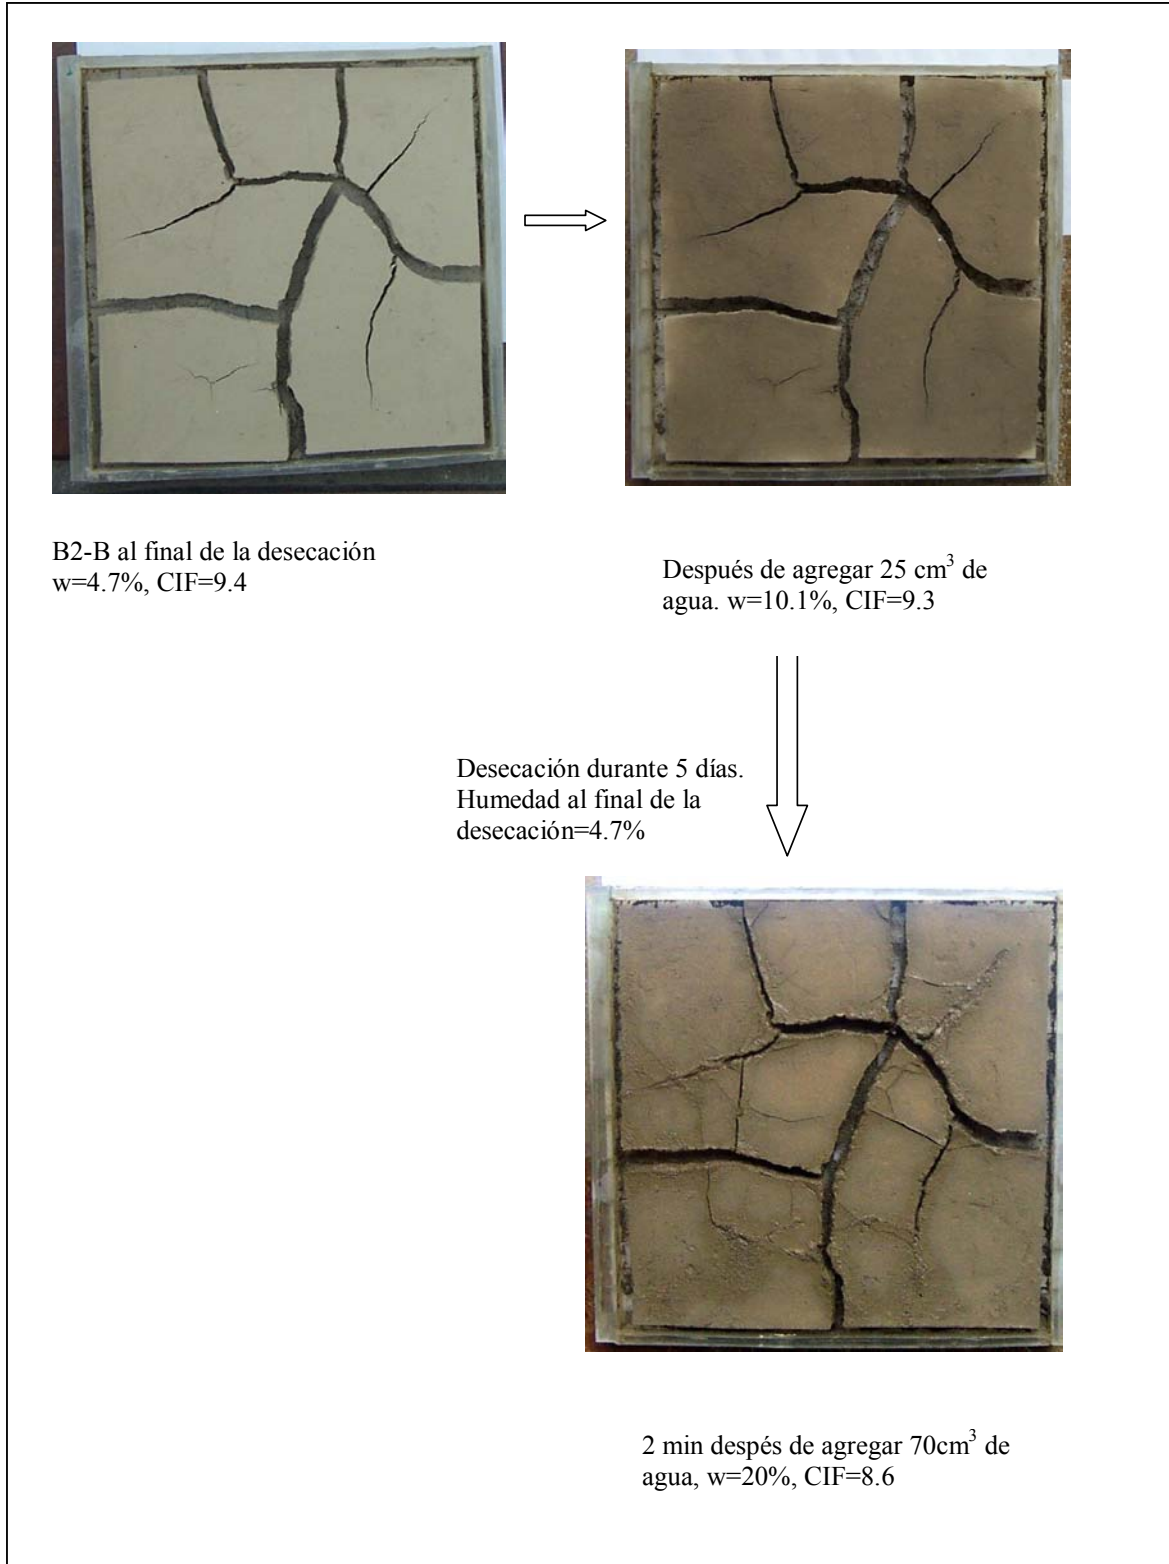 B2-B al final de la desecación
w=4.7%, CIF=9.4
Después de agregar 25 cm³ de
agua. w=10.1%, CIF=9.3
Desecación durante 5 días.
Humedad al final de la
desecación=4.7%
2 min despés de agregar 70cm³ de
agua, w=20%, CIF=8.6